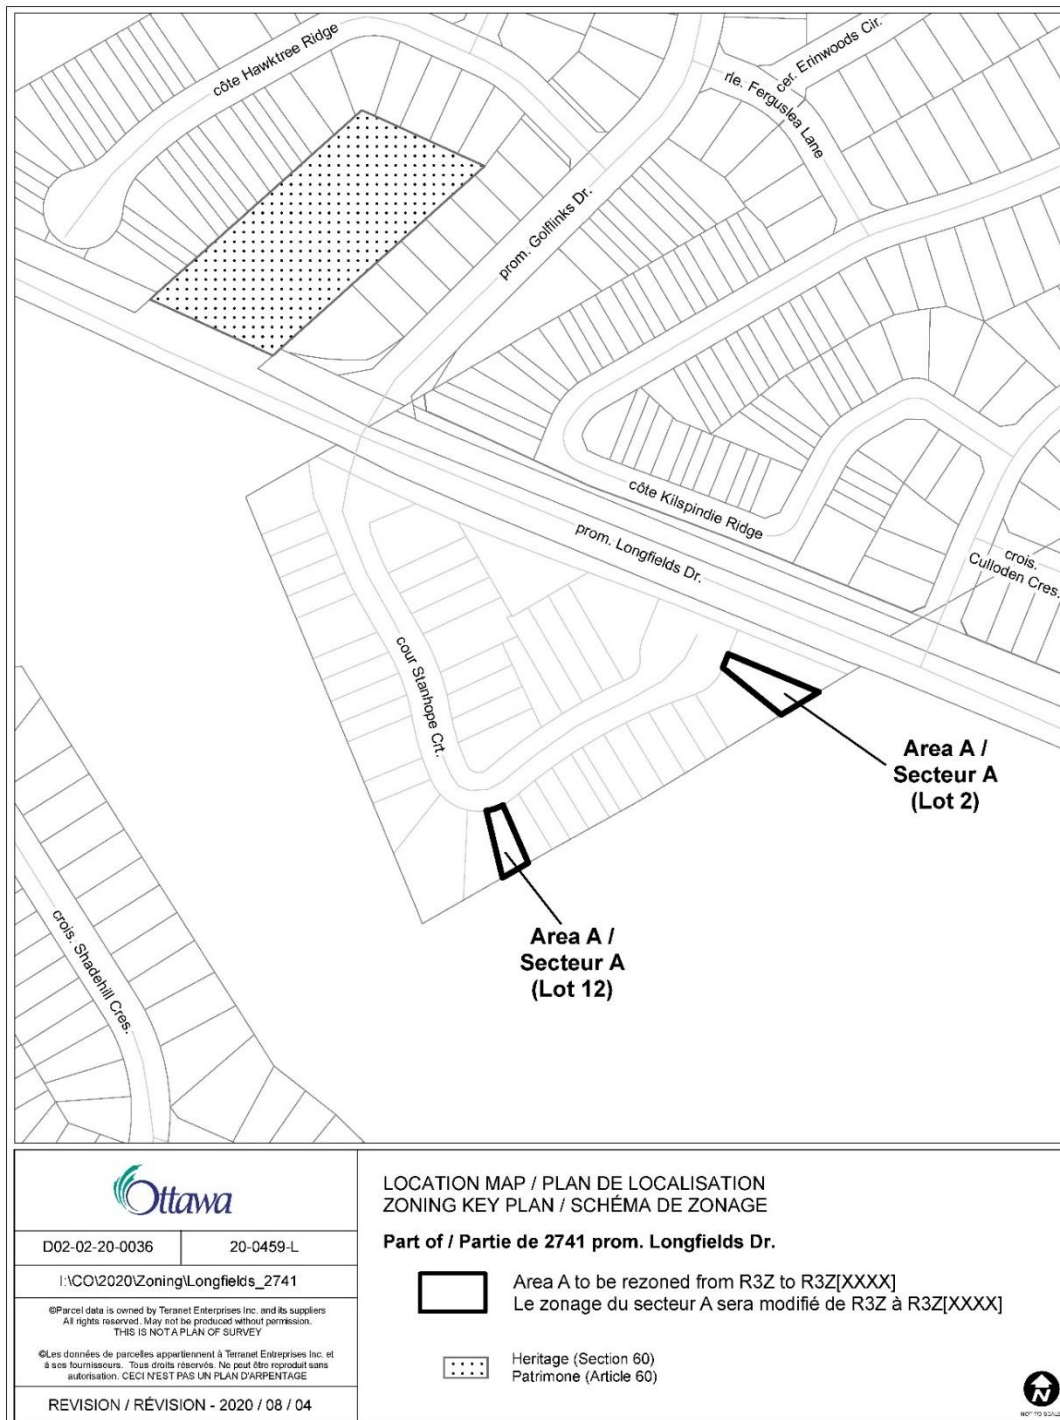 côte Hawktree Ridge
cer. Erinwoods Cir.
rle. Ferguslea Lane
prom. Golflinks Dr.
côte Kilspindie Ridge
prom. Longfields Dr.
crois.
Culloden Cres.
cour Stanhope Crt.
Area A /
Secteur A
(Lot 2)
Area A /
Secteur A
(Lot 12)
crois. Shadehill Cres.
Ottawa
D02-02-20-0036
20-0459-L
I:\CO\2020\Zoning\Longfields_2741
©Parcel data is owned by Teranet Enterprises Inc. and its suppliers
All rights reserved. May not be produced without permission.
THIS IS NOT A PLAN OF SURVEY
©Les données de parcelles appartiennent à Teranet Entreprises Inc. et
à ses fournisseurs. Tous droits réservés. Ne peut être reproduit sans
autorisation. CECI N'EST PAS UN PLAN D'ARPENTAGE
REVISION / RÉVISION - 2020 / 08 / 04
LOCATION MAP / PLAN DE LOCALISATION
ZONING KEY PLAN / SCHÉMA DE ZONAGE
Part of / Partie de 2741 prom. Longfields Dr.
Area A to be rezoned from R3Z to R3Z[XXXX]
Le zonage du secteur A sera modifié de R3Z à R3Z[XXXX]
Heritage (Section 60)
Patrimone (Article 60)
N
NOT TO SCALE